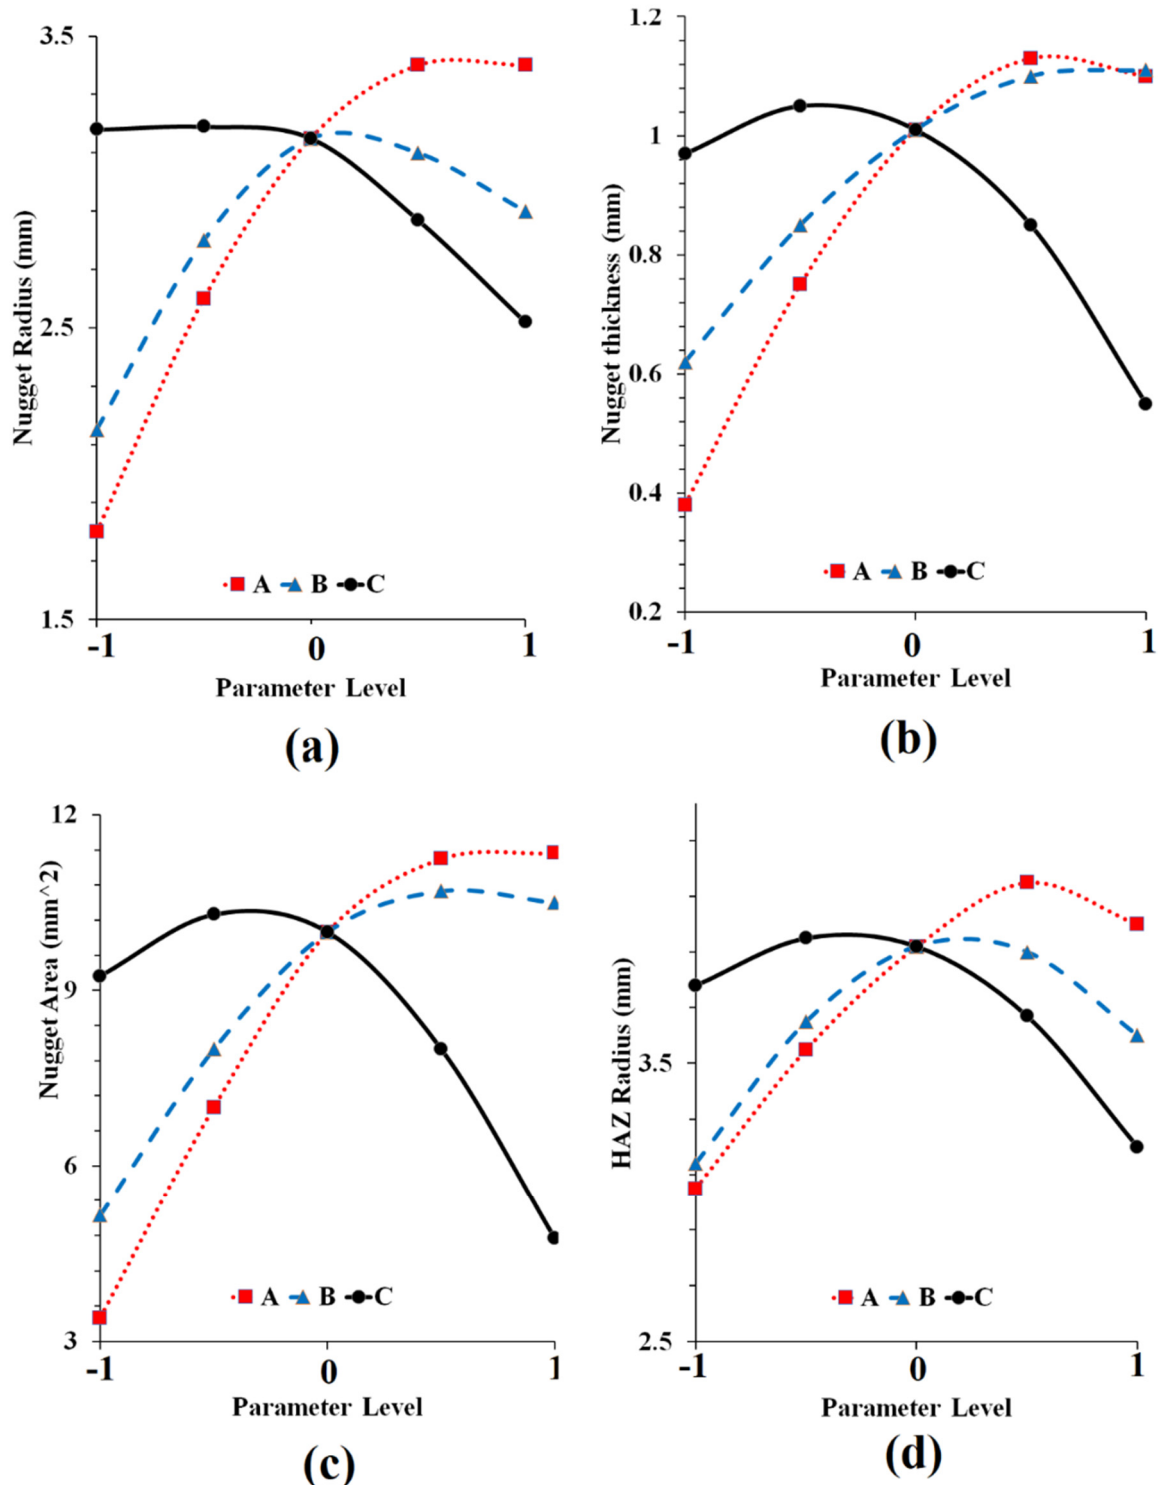 3.5
2.5
1.5
Nugget Radius (mm)
A B C
-1 0 1
Parameter Level
(a)
1.2
1
0.8
0.6
0.4
0.2
Nugget thickness (mm)
A B C
-1 0 1
Parameter Level
(b)
12
9
6
3
Nugget Area (mm^2)
A B C
-1 0 1
Parameter Level
(c)
3.5
2.5
HAZ Radius (mm)
A B C
-1 0 1
Parameter Level
(d)